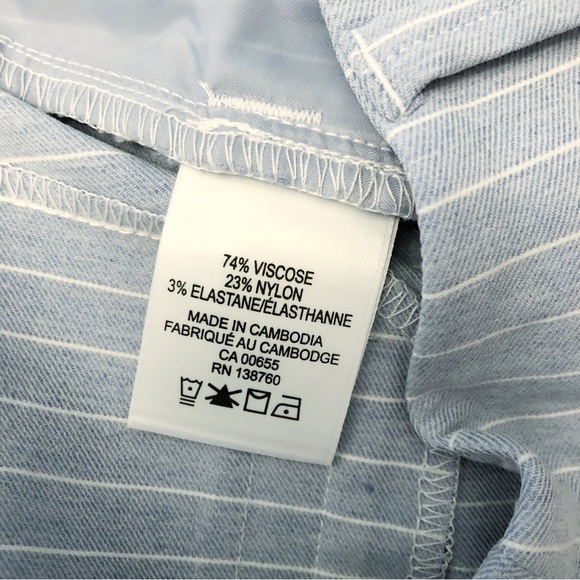 74% VISCOSE
23% NYLON
3% ELASTANE/ÉLASTHANNE
MADE IN CAMBODIA
FABRIQUÉ AU CAMBODGE
CA 00655
RN 138760